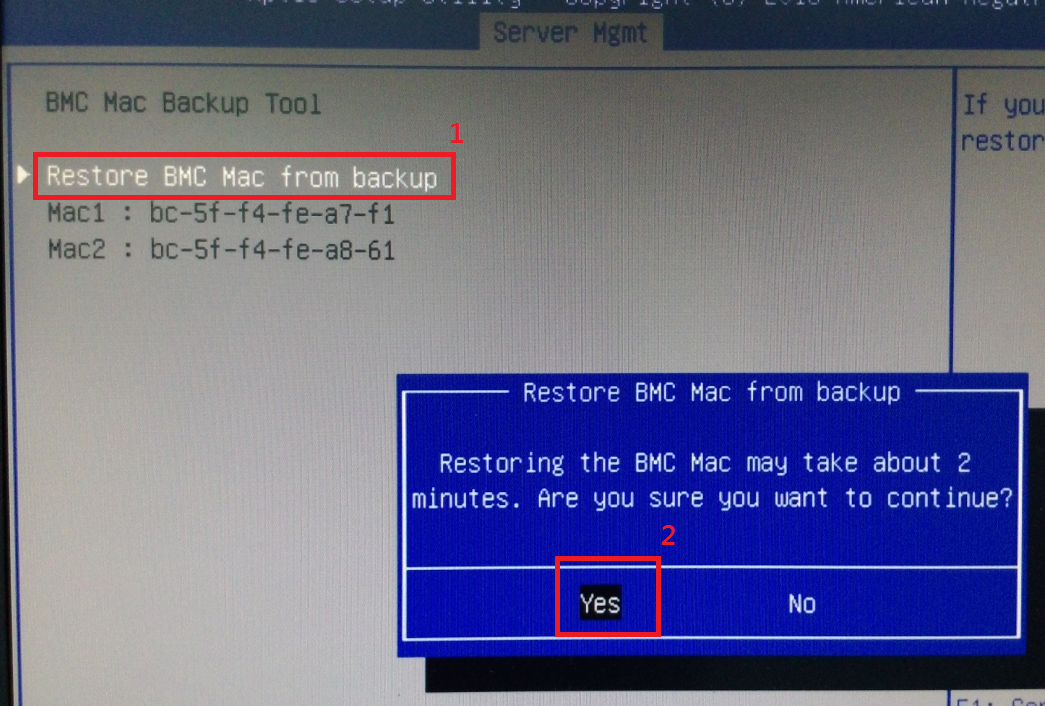 Server Mgmt
BMC Mac Backup Tool
If you
restor
1
Restore BMC Mac from backup
Mac1 : bc-5f-f4-fe-a7-f1
Mac2 : bc-5f-f4-fe-a8-61
Restore BMC Mac from backup
Restoring the BMC Mac may take about 2
minutes. Are you sure you want to continue?
2
Yes No